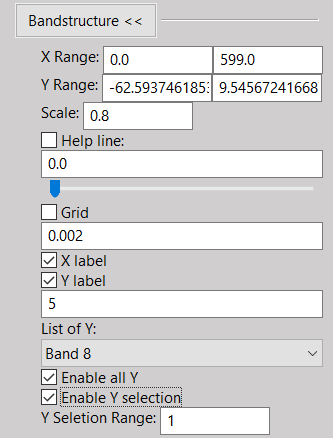 Bandstructure <<
X Range: 0.0 599.0
Y Range: -62.5937461853 9.54567241668
Scale: 0.8
Help line:
0.0
Grid
0.002
X label
Y label
5
List of Y:
Band 8
Enable all Y
Enable Y selection
Y Seletion Range: 1